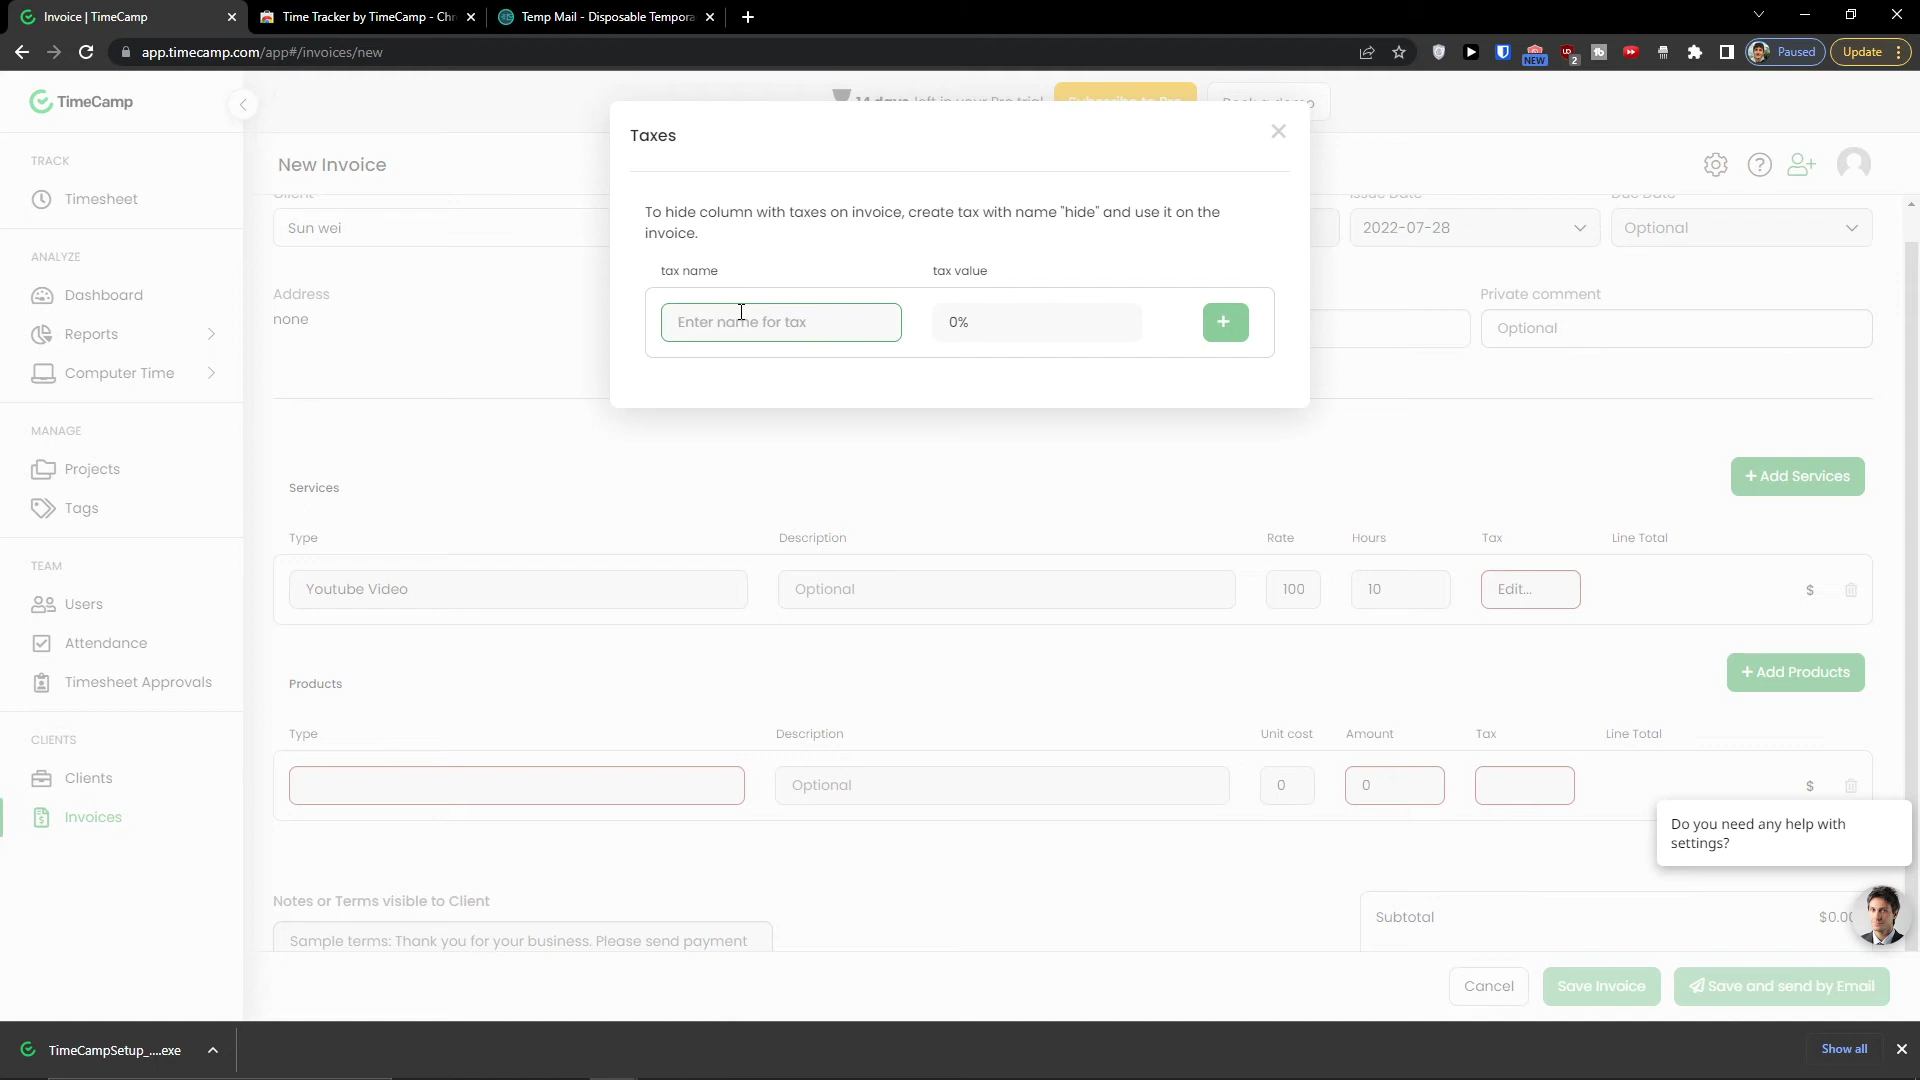 Invoice | TimeCamp
Time Tracker by TimeCamp - Chr
Temp Mail - Disposable Tempora
app.timecamp.com/app#/invoices/new
NEW
2
Paused
Update
TimeCamp
14 days left in your Pro trial
Subscribe to Pro
Book a demo
Taxes
TRACK
New Invoice
Timesheet
Client
Issue Date
Due Date
To hide column with taxes on invoice, create tax with name "hide" and use it on the
invoice.
Sun wei
2022-07-28
Optional
ANALYZE
tax name
tax value
Dashboard
Address
none
Private comment
Enter name for tax
0%
+
Optional
Reports
Computer Time
MANAGE
Projects
Services
+ Add Services
Tags
Type
Description
Rate
Hours
Tax
Line Total
TEAM
Youtube Video
Optional
100
10
Edit...
$
Users
Attendance
Products
+ Add Products
Timesheet Approvals
Type
Description
Unit cost
Amount
Tax
Line Total
CLIENTS
Clients
Optional
0
0
$
Invoices
Do you need any help with
settings?
Notes or Terms visible to Client
Subtotal
$0.00
Sample terms: Thank you for your business. Please send payment
Cancel
Save Invoice
Save and send by Email
TimeCampSetup_....exe
Show all